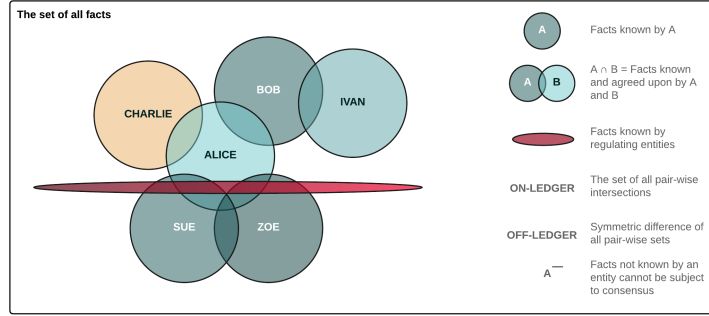 The set of all facts
CHARLIE
BOB
IVAN
ALICE
SUE
ZOE
A
Facts known by A
A B
A ∩ B = Facts known
and agreed upon by A
and B
Facts known by
regulating entities
ON-LEDGER
The set of all pair-wise
intersections
OFF-LEDGER
Symmetric difference of
all pair-wise sets
A‾
Facts not known by an
entity cannot be subject
to consensus